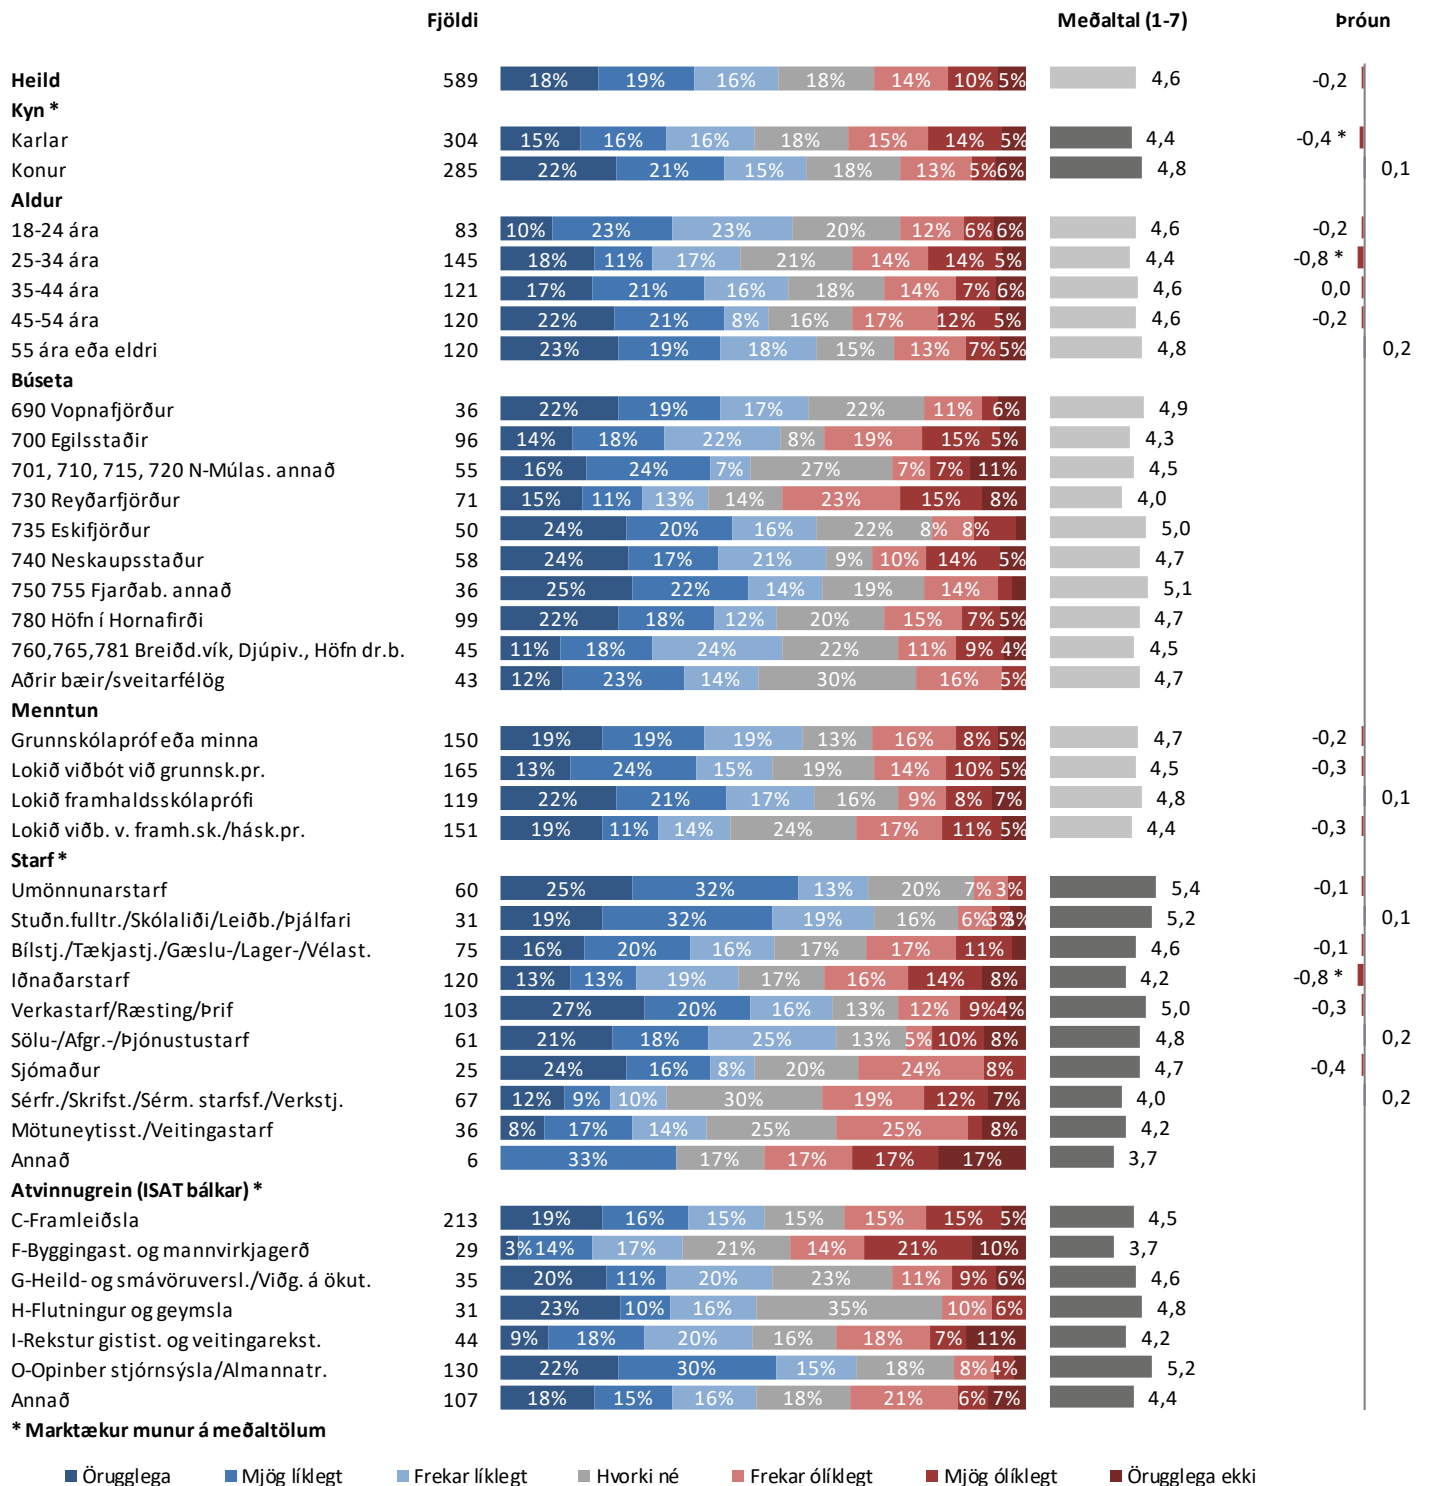 Fjöldi Meðaltal (1-7) Þróun
Heild 589 18% 19% 16% 18% 14% 10% 5% 4,6 -0,2
Kyn *
Karlar 304 15% 16% 16% 18% 15% 14% 5% 4,4 -0,4 *
Konur 285 22% 21% 15% 18% 13% 5% 6% 4,8 0,1
Aldur
18-24 ára 83 10% 23% 23% 20% 12% 6% 6% 4,6 -0,2
25-34 ára 145 18% 11% 17% 21% 14% 14% 5% 4,4 -0,8 *
35-44 ára 121 17% 21% 16% 18% 14% 7% 6% 4,6 0,0
45-54 ára 120 22% 21% 8% 16% 17% 12% 5% 4,6 -0,2
55 ára eða eldri 120 23% 19% 18% 15% 13% 7% 5% 4,8 0,2
Búseta
690 Vopnafjörður 36 22% 19% 17% 22% 11% 6% 4,9
700 Egilsstaðir 96 14% 18% 22% 8% 19% 15% 5% 4,3
701, 710, 715, 720 N-Múlas. annað 55 16% 24% 7% 27% 7% 7% 11% 4,5
730 Reyðarfjörður 71 15% 11% 13% 14% 23% 15% 8% 4,0
735 Eskifjörður 50 24% 20% 16% 22% 8% 8% 5,0
740 Neskaupsstaður 58 24% 17% 21% 9% 10% 14% 5% 4,7
750 755 Fjarðab. annað 36 25% 22% 14% 19% 14% 5,1
780 Höfn í Hornafirði 99 22% 18% 12% 20% 15% 7% 5% 4,7
760,765,781 Breiðd.vík, Djúpiv., Höfn dr.b. 45 11% 18% 24% 22% 11% 9% 4% 4,5
Aðrir bæir/sveitarfélög 43 12% 23% 14% 30% 16% 5% 4,7
Menntun
Grunnskólapróf eða minna 150 19% 19% 19% 13% 16% 8% 5% 4,7 -0,2
Lokið viðbót við grunnsk.pr. 165 13% 24% 15% 19% 14% 10% 5% 4,5 -0,3
Lokið framhaldsskólaprófi 119 22% 21% 17% 16% 9% 8% 7% 4,8 0,1
Lokið viðb. v. framh.sk./hásk.pr. 151 19% 11% 14% 24% 17% 11% 5% 4,4 -0,3
Starf *
Umönnunarstarf 60 25% 32% 13% 20% 7% 3% 5,4 -0,1
Stuðn.fulltr./Skólaliði/Leiðb./Þjálfari 31 19% 32% 19% 16% 6% 3% 3% 5,2 0,1
Bílstj./Tækjastj./Gæslu-/Lager-/Vélast. 75 16% 20% 16% 17% 17% 11% 4,6 -0,1
Iðnaðarstarf 120 13% 13% 19% 17% 16% 14% 8% 4,2 -0,8 *
Verkastarf/Ræsting/Þrif 103 27% 20% 16% 13% 12% 9% 4% 5,0 -0,3
Sölu-/Afgr.-/Þjónustustarf 61 21% 18% 25% 13% 5% 10% 8% 4,8 0,2
Sjómaður 25 24% 16% 8% 20% 24% 8% 4,7 -0,4
Sérfr./Skrifst./Sérm. starfsf./Verkstj. 67 12% 9% 10% 30% 19% 12% 7% 4,0 0,2
Mötuneytisst./Veitingastarf 36 8% 17% 14% 25% 25% 8% 4,2
Annað 6 33% 17% 17% 17% 17% 3,7
Atvinnugrein (ISAT bálkar) *
C-Framleiðsla 213 19% 16% 15% 15% 15% 15% 5% 4,5
F-Byggingast. og mannvirkjagerð 29 3% 14% 17% 21% 14% 21% 10% 3,7
G-Heild- og smávöruversl./Viðg. á ökut. 35 20% 11% 20% 23% 11% 9% 6% 4,6
H-Flutningur og geymsla 31 23% 10% 16% 35% 10% 6% 4,8
I-Rekstur gistist. og veitingarekst. 44 9% 18% 20% 16% 18% 7% 11% 4,2
O-Opinber stjórnsýsla/Almannatr. 130 22% 30% 15% 18% 8% 4% 5,2
Annað 107 18% 15% 16% 18% 21% 6% 7% 4,4
* Marktækur munur á meðaltölum
Örugglega Mjög líklegt Frekar líklegt Hvorki né Frekar ólíklegt Mjög ólíklegt Örugglega ekki